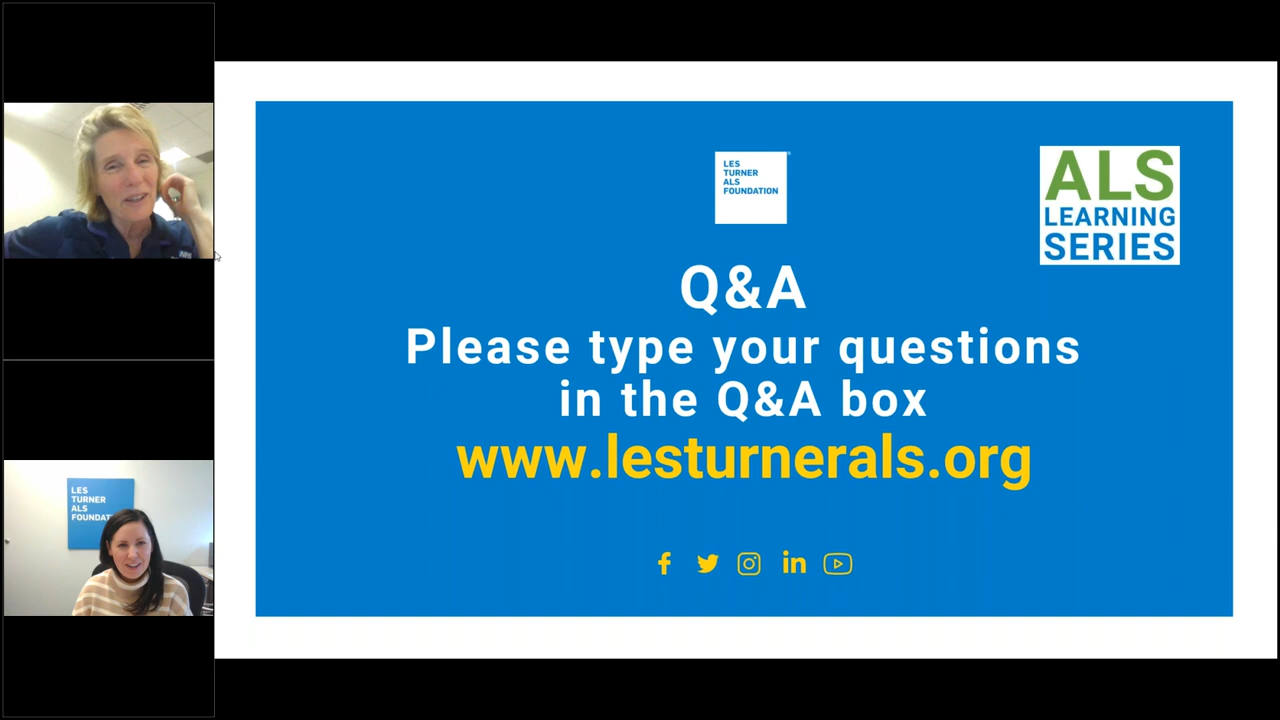 NHS
LES
TURNER
ALS
FOUNDATION
ALS
LEARNING
SERIES
Q&A
Please type your questions
in the Q&A box
www.lesturnerals.org
LES
TURNER
ALS